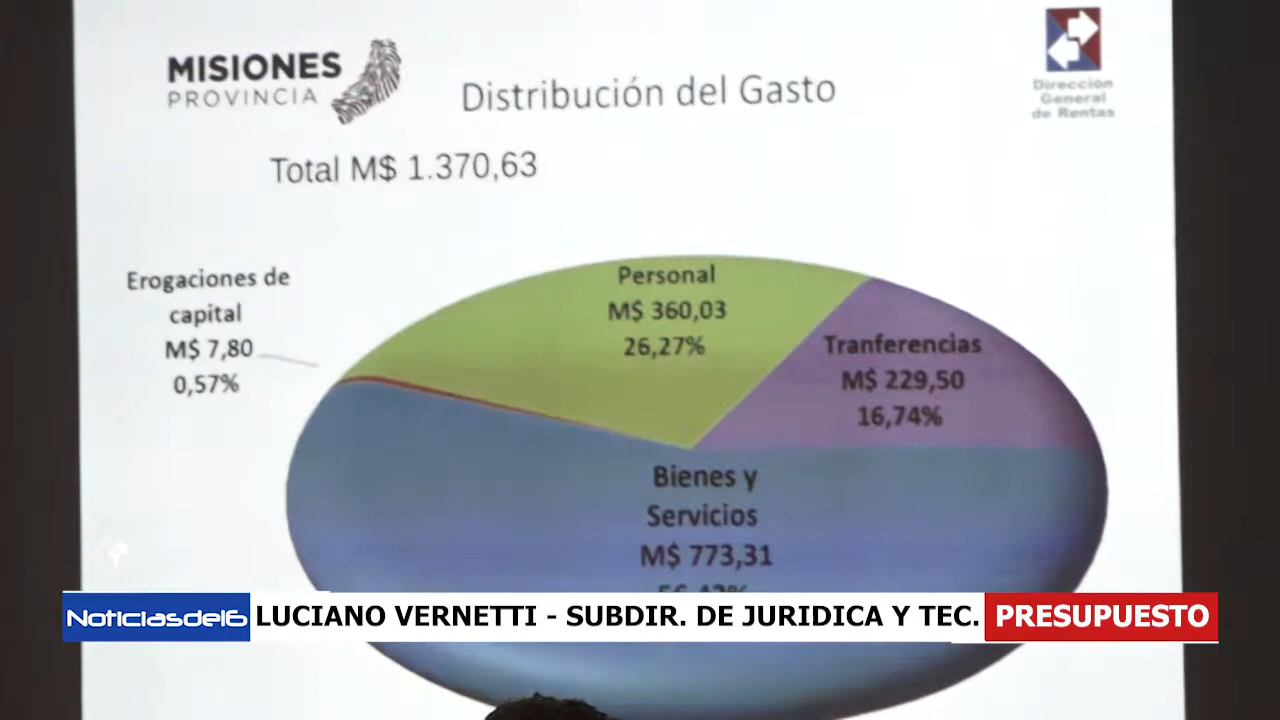 MISIONES
PROVINCIA
Distribución del Gasto
Dirección
General
de Rentas
Total M$ 1.370,63
Erogaciones de
capital
M$ 7,80
0,57%
Personal
M$ 360,03
26,27%
Tranferencias
M$ 229,50
16,74%
Bienes y
Servicios
M$ 773,31
Noticiasdel6 LUCIANO VERNETTI - SUBDIR. DE JURIDICA Y TEC. PRESUPUESTO